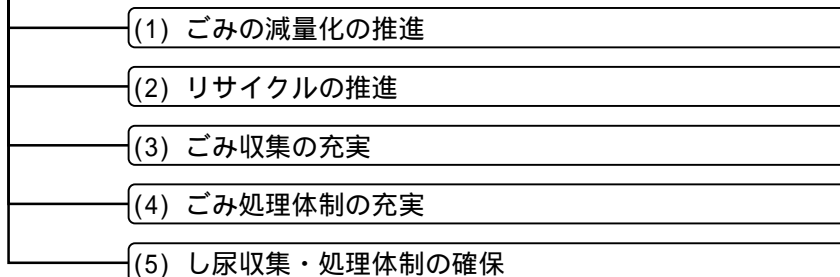 (1) ごみの減量化の推進
(2) リサイクルの推進
(3) ごみ収集の充実
(4) ごみ処理体制の充実
(5) し尿収集・処理体制の確保